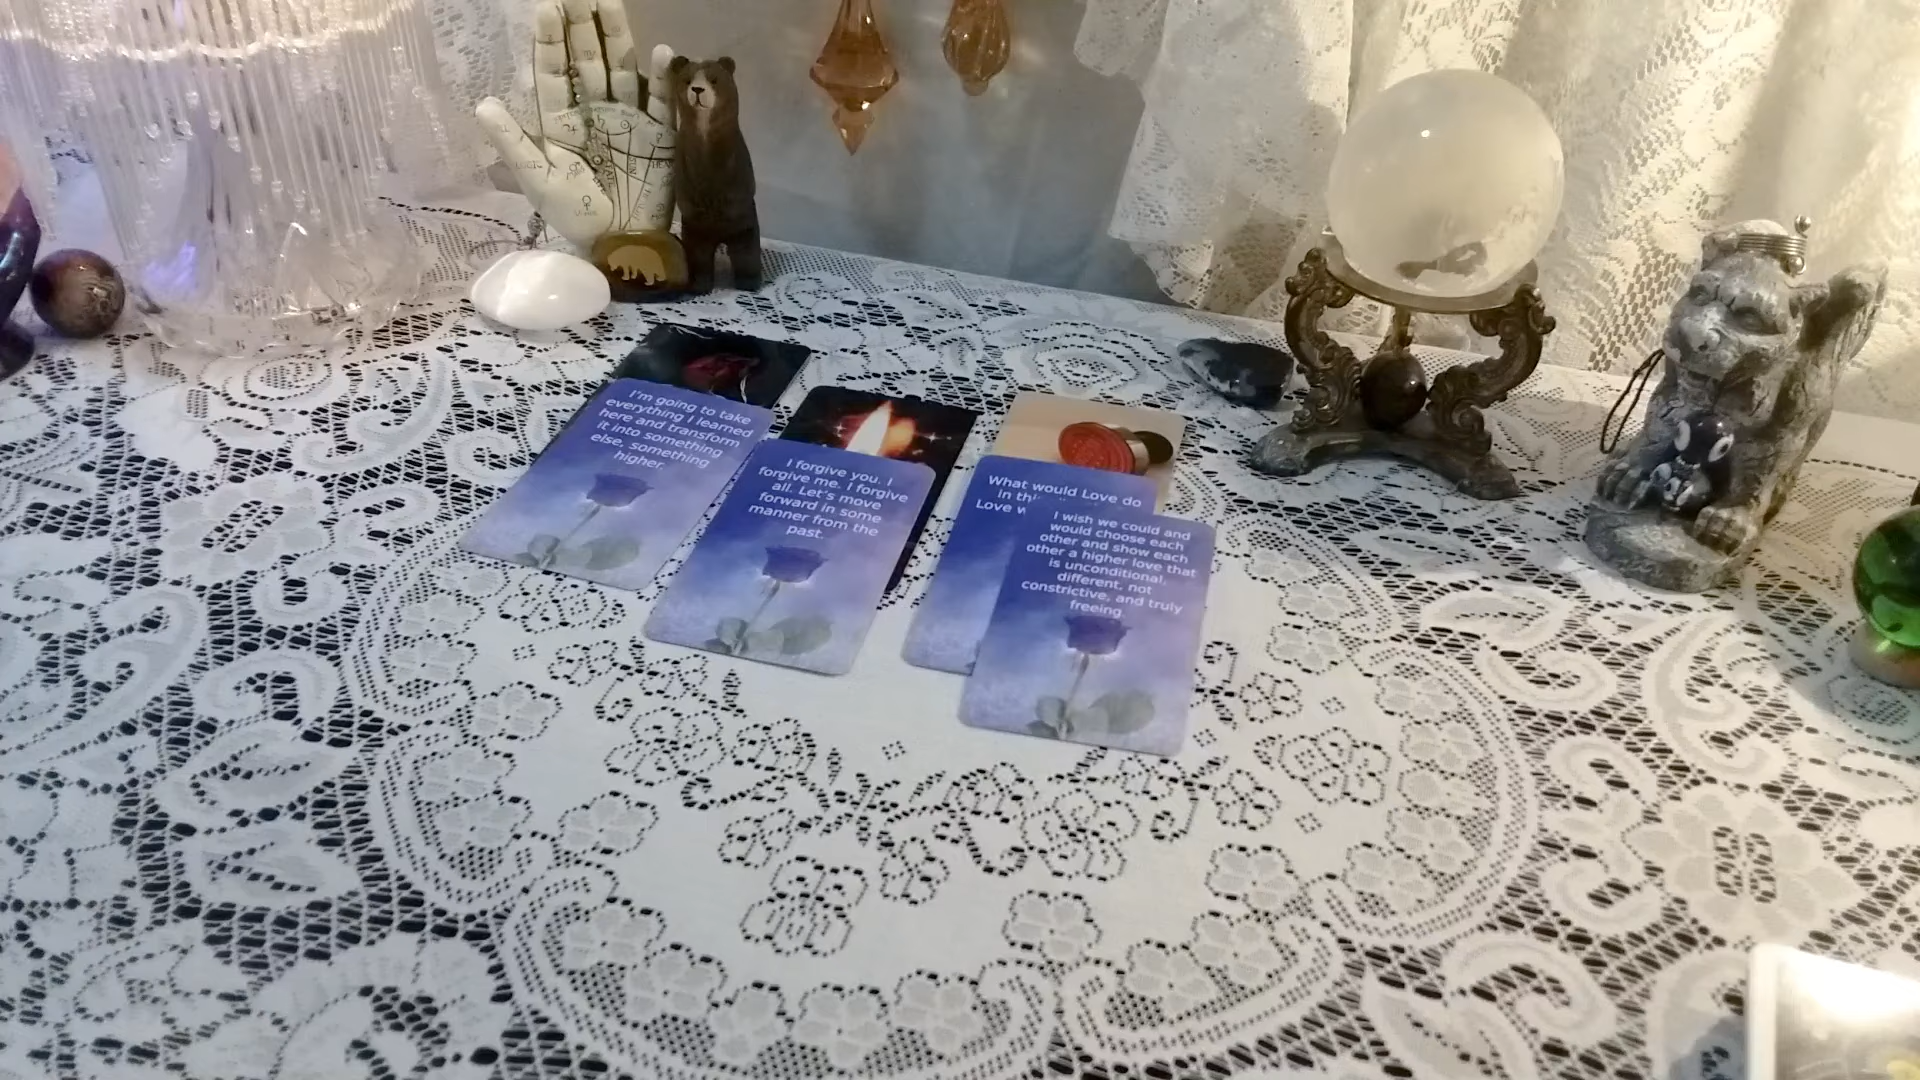 I'm going to take
everything I learned
here and transform
it into something
else, something
higher.
I forgive you. I
forgive me. I forgive
all. Let's move
forward in some
manner from the
past.
What would Love do
In
Love
I wish we could and
would choose each
other and show each
other a higher love that
is unconditional,
different, not
constrictive, and truly
freeing.